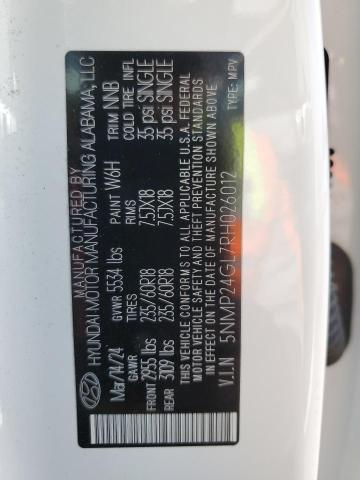 HYUNDAI MOTOR MANUFACTURING ALABAMA, LLC
Mar/14/24 GVWR 5534 lbs PAINT W6H TRIM NNB
TIRES RIMS COLD TIRE INFL
FRONT 2955 lbs 235/60R18 7.5JX18 35 psi SINGLE
REAR 3109 lbs 235/60R18 7.5JX18 35 psi SINGLE
THIS VEHICLE CONFORMS TO ALL APPLICABLE U.S.A. FEDERAL
MOTOR VEHICLE SAFETY AND THEFT PREVENTION STANDARDS
IN EFFECT ON THE DATE OF MANUFACTURE SHOWN ABOVE
V.I.N 5NMP24GL7RH026012 TYPE: MPV